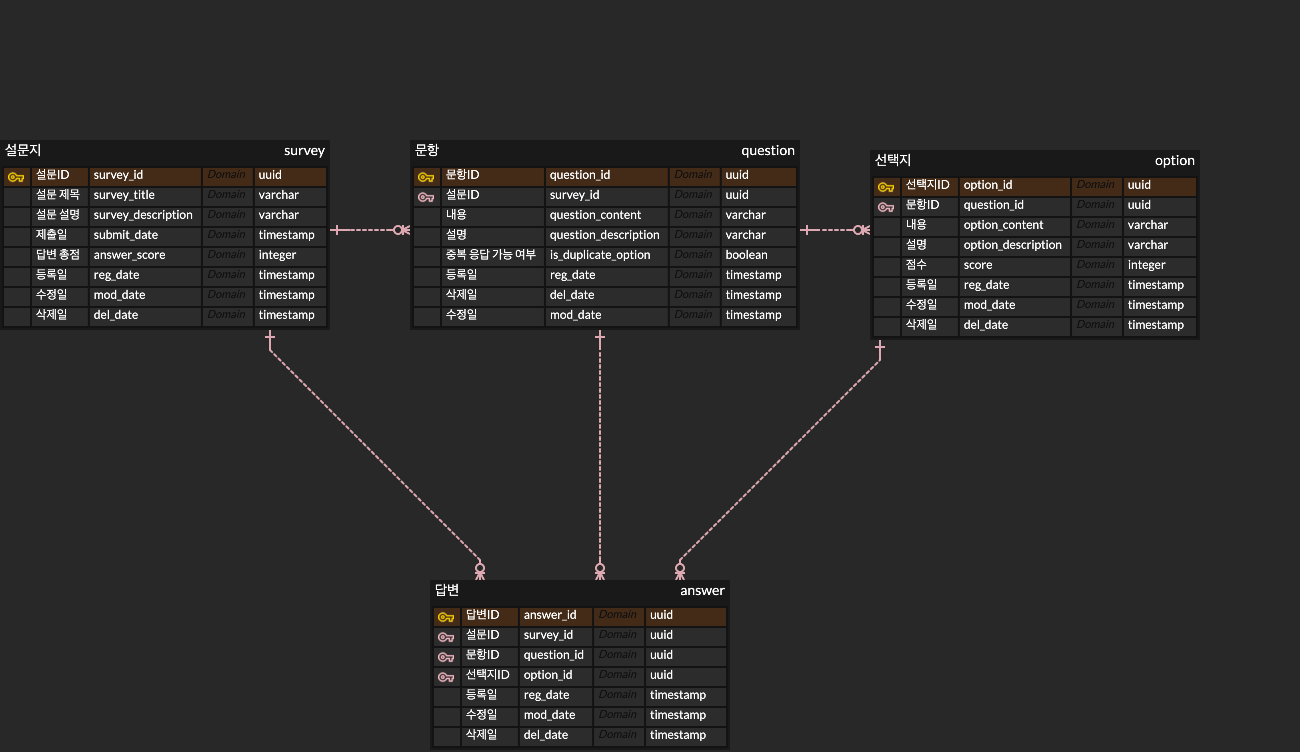 설문지 survey
설문ID survey_id Domain uuid
설문 제목 survey_title Domain varchar
설문 설명 survey_description Domain varchar
제출일 submit_date Domain timestamp
답변 총점 answer_score Domain integer
등록일 reg_date Domain timestamp
수정일 mod_date Domain timestamp
삭제일 del_date Domain timestamp
문항 question
문항ID question_id Domain uuid
설문ID survey_id Domain uuid
내용 question_content Domain varchar
설명 question_description Domain varchar
중복 응답 가능 여부 is_duplicate_option Domain boolean
등록일 reg_date Domain timestamp
삭제일 del_date Domain timestamp
수정일 mod_date Domain timestamp
선택지 option
선택지ID option_id Domain uuid
문항ID question_id Domain uuid
내용 option_content Domain varchar
설명 option_description Domain varchar
점수 score Domain integer
등록일 reg_date Domain timestamp
수정일 mod_date Domain timestamp
삭제일 del_date Domain timestamp
답변 answer
답변ID answer_id Domain uuid
설문ID survey_id Domain uuid
문항ID question_id Domain uuid
선택지ID option_id Domain uuid
등록일 reg_date Domain timestamp
수정일 mod_date Domain timestamp
삭제일 del_date Domain timestamp